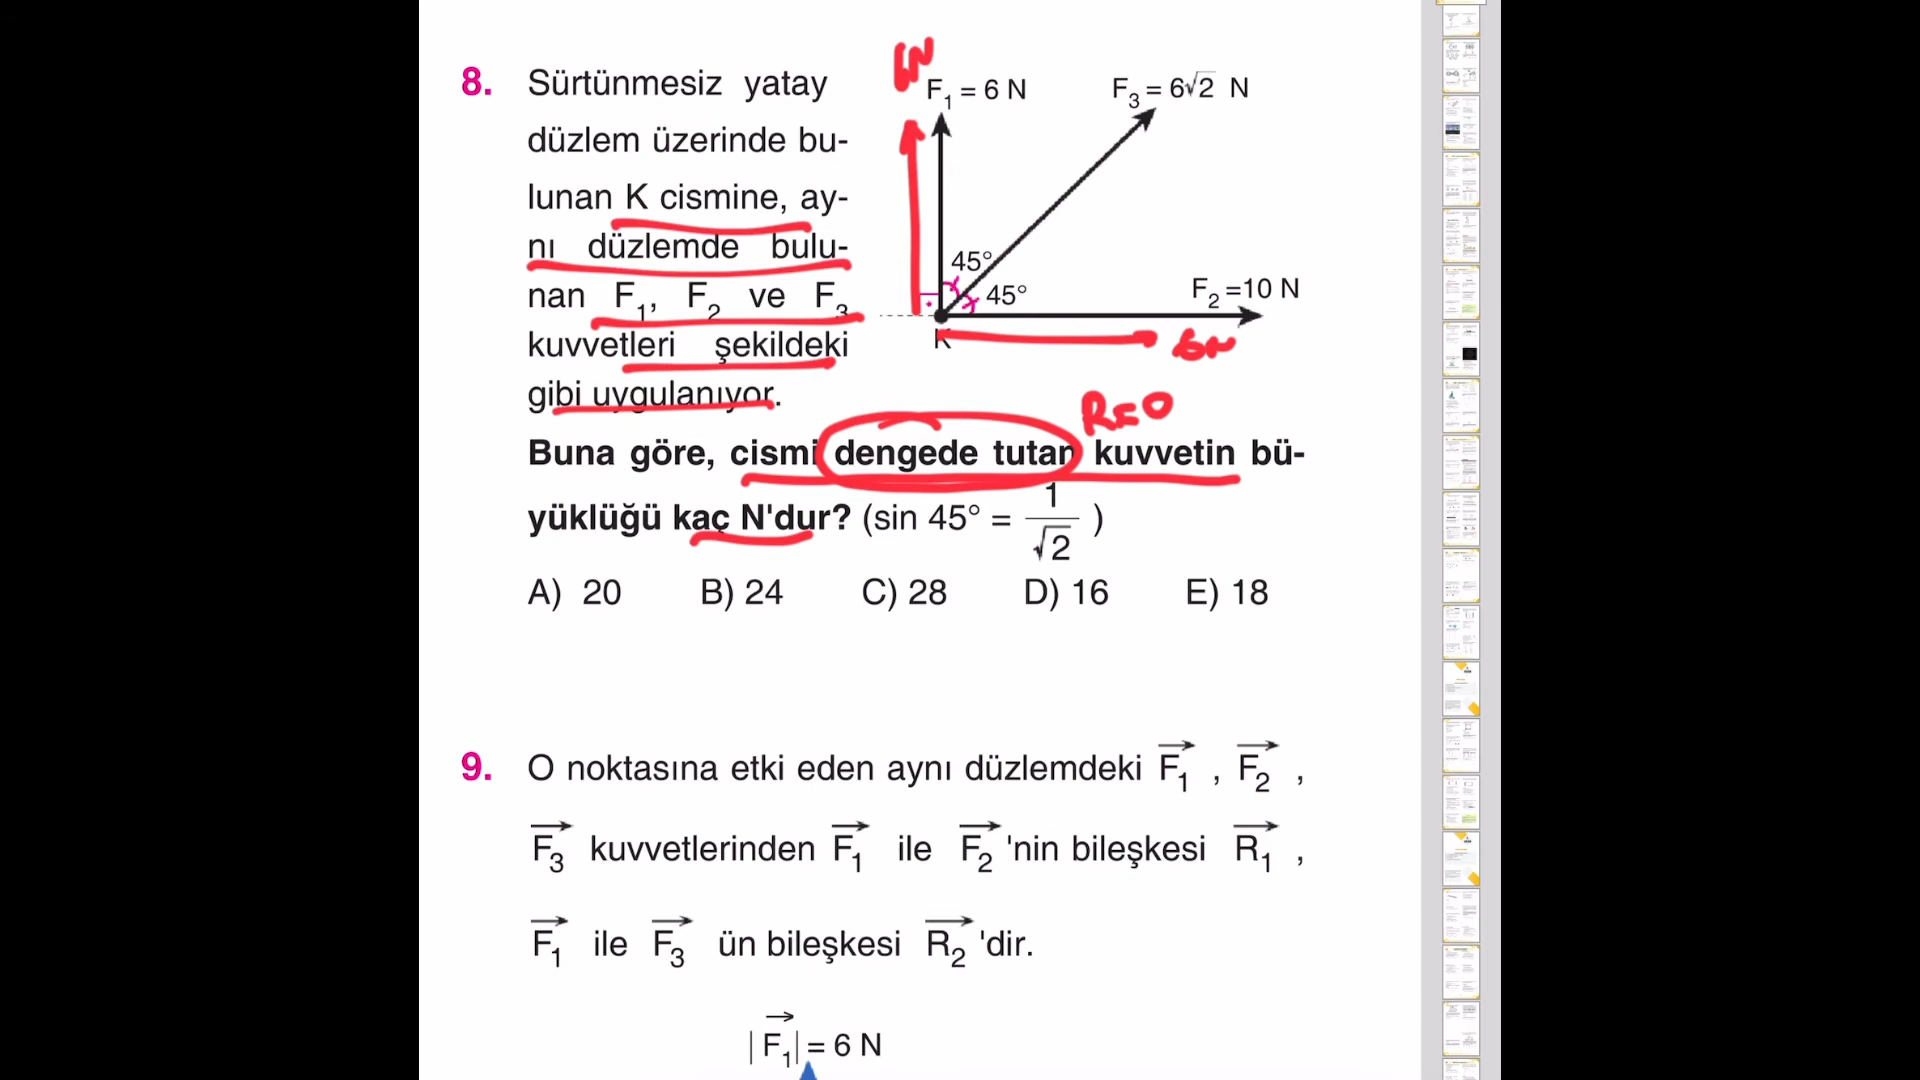 8. Sürtünmesiz yatay
düzlem üzerinde bu-
lunan K cismine, ay-
nı düzlemde bulu-
nan F₁, F₂ ve F₃
kuvvetleri şekildeki
gibi uygulanıyor.
6N
F₁ = 6 N
F₃ = 6√2 N
45°
45°
F₂ =10 N
K
6N
R=0
Buna göre, cismi dengede tutan kuvvetin bü-
yüklüğü kaç N'dur? (sin 45° = 1/√2 )
A) 20 B) 24 C) 28 D) 16 E) 18
9. O noktasına etki eden aynı düzlemdeki F₁→ , F₂→ ,
F₃→ kuvvetlerinden F₁→ ile F₂→ 'nin bileşkesi R₁→ ,
F₁→ ile F₃→ ün bileşkesi R₂→ 'dir.
|F₁→| = 6 N